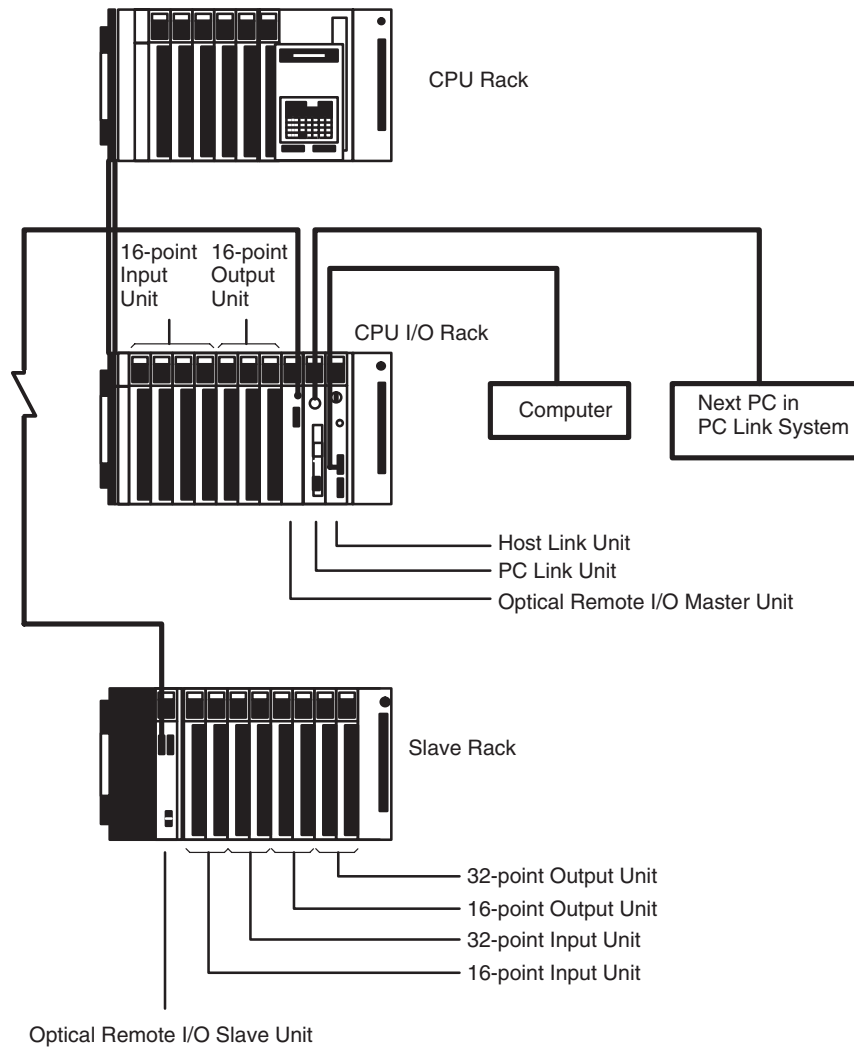 CPU Rack
16-point
Input
Unit
16-point
Output
Unit
CPU I/O Rack
Computer
Next PC in
PC Link System
Host Link Unit
PC Link Unit
Optical Remote I/O Master Unit
Slave Rack
32-point Output Unit
16-point Output Unit
32-point Input Unit
16-point Input Unit
Optical Remote I/O Slave Unit